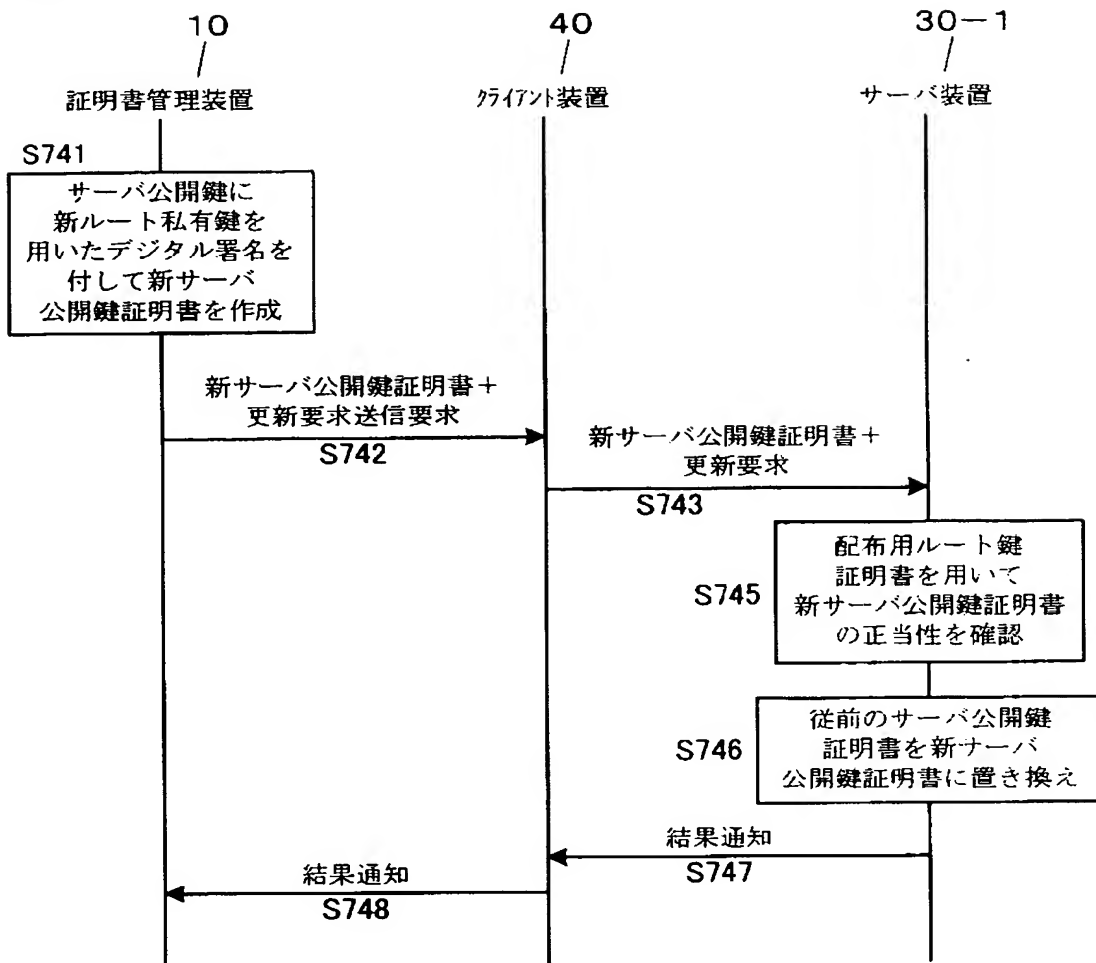 10
40
30-1
証明書管理装置
クライアント装置
サーバ装置
S741
サーバ公開鍵に
新ルート私有鍵を
用いたデジタル署名を
付して新サーバ
公開鍵証明書を作成
新サーバ公開鍵証明書+
更新要求送信要求
S742
新サーバ公開鍵証明書+
更新要求
S743
配布用ルート鍵
証明書を用いて
新サーバ公開鍵証明書
の正当性を確認
S745
従前のサーバ公開鍵
証明書を新サーバ
公開鍵証明書に置き換え
S746
結果通知
S747
結果通知
S748